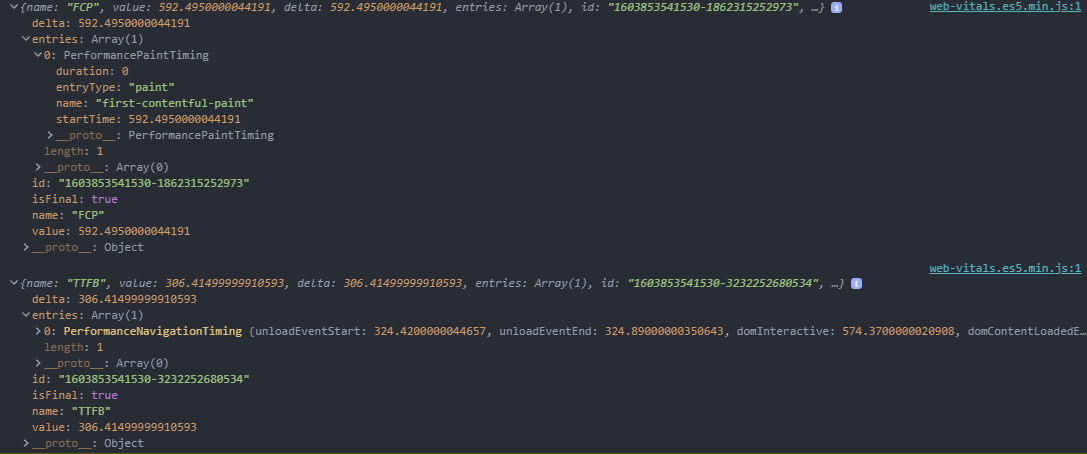 {name: "FCP", value: 592.4950000044191, delta: 592.4950000044191, entries: Array(1), id: "1603853541530-1862315252973", …} i web-vitals.es5.min.js:1
delta: 592.4950000044191
entries: Array(1)
0: PerformancePaintTiming
duration: 0
entryType: "paint"
name: "first-contentful-paint"
startTime: 592.4950000044191
__proto__: PerformancePaintTiming
length: 1
__proto__: Array(0)
id: "1603853541530-1862315252973"
isFinal: true
name: "FCP"
value: 592.4950000044191
__proto__: Object
web-vitals.es5.min.js:1
{name: "TTFB", value: 306.41499999910593, delta: 306.41499999910593, entries: Array(1), id: "1603853541530-3232252680534", …} i
delta: 306.41499999910593
entries: Array(1)
0: PerformanceNavigationTiming {unloadEventStart: 324.4200000044657, unloadEventEnd: 324.89000000350643, domInteractive: 574.3700000020908, domContentLoadedE…
length: 1
__proto__: Array(0)
id: "1603853541530-3232252680534"
isFinal: true
name: "TTFB"
value: 306.41499999910593
__proto__: Object